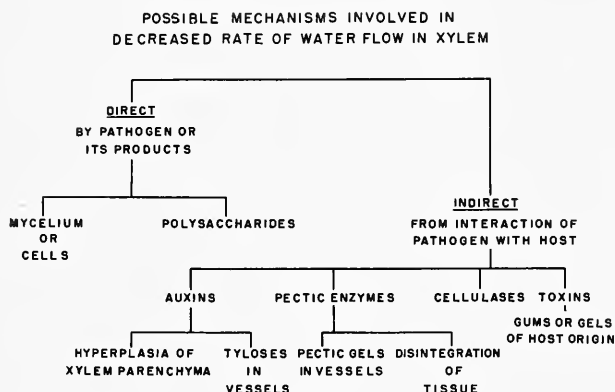 POSSIBLE MECHANISMS INVOLVED IN
DECREASED RATE OF WATER FLOW IN XYLEM
DIRECT
BY PATHOGEN OR
ITS PRODUCTS
MYCELIUM
OR
CELLS
POLYSACCHARIDES
INDIRECT
FROM INTERACTION OF
PATHOGEN WITH HOST
AUXINS
PECTIC ENZYMES
CELLULASES
TOXINS
GUMS OR GELS
OF HOST ORIGIN
HYPERPLASIA OF
XYLEM PARENCHYMA
TYLOSES
IN
VESSELS
PECTIC GELS
IN VESSELS
DISINTEGRATION
OF
TISSUE